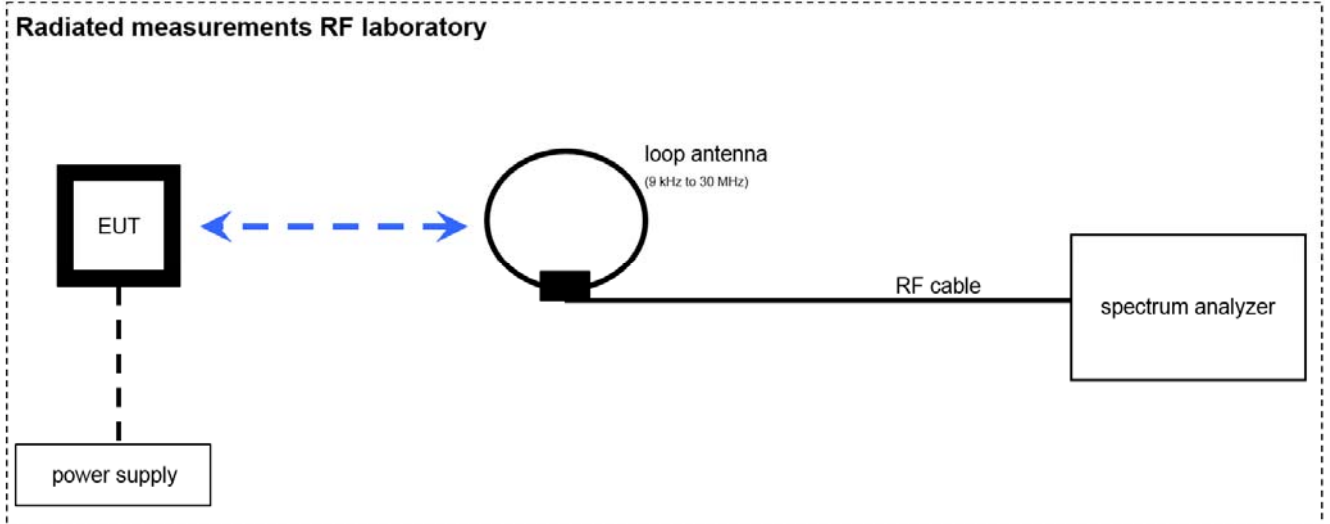 Radiated measurements RF laboratory
loop antenna
(9 kHz to 30 MHz)
EUT
RF cable
spectrum analyzer
power supply